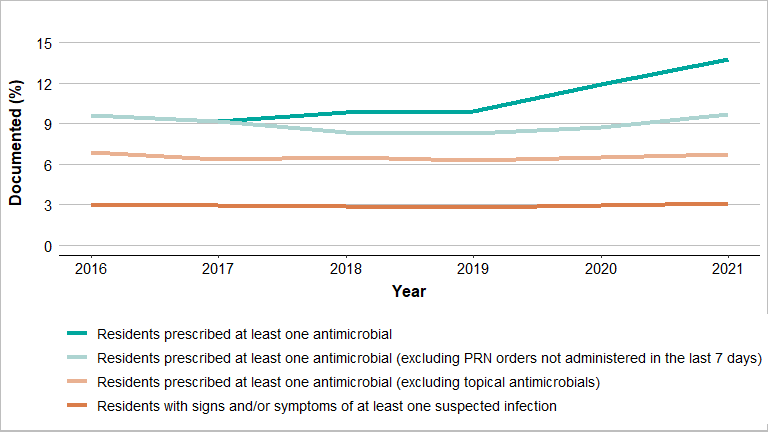 15
12
9
6
3
0
Documented (%)
2016 2017 2018 2019 2020 2021
Year
Residents prescribed at least one antimicrobial
Residents prescribed at least one antimicrobial (excluding PRN orders not administered in the last 7 days)
Residents prescribed at least one antimicrobial (excluding topical antimicrobials)
Residents with signs and/or symptoms of at least one suspected infection